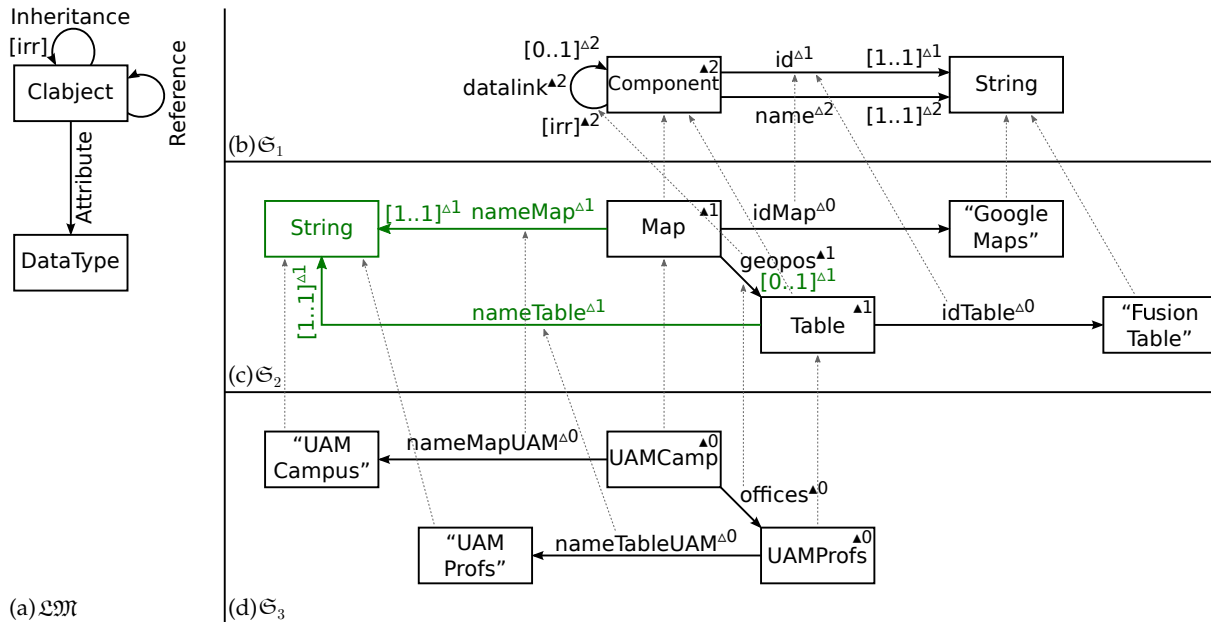 Inheritance
[irr]
Clabject
Reference
Attribute
DataType
(a) 𝔏𝔐
[0..1]△2
datalink▲2
[irr]▲2
Component▲2
id△1
[1..1]△1
name△2
[1..1]△2
String
(b) 𝔖1
String
[1..1]△1
nameMap△1
Map▲1
idMap△0
“Google
Maps”
geopos▲1
[0..1]△1
[1..1]△1
nameTable△1
Table▲1
idTable△0
“Fusion
Table”
(c) 𝔖2
“UAM
Campus”
nameMapUAM△0
UAMCamp▲0
offices▲0
“UAM
Profs”
nameTableUAM△0
UAMProfs▲0
(d) 𝔖3